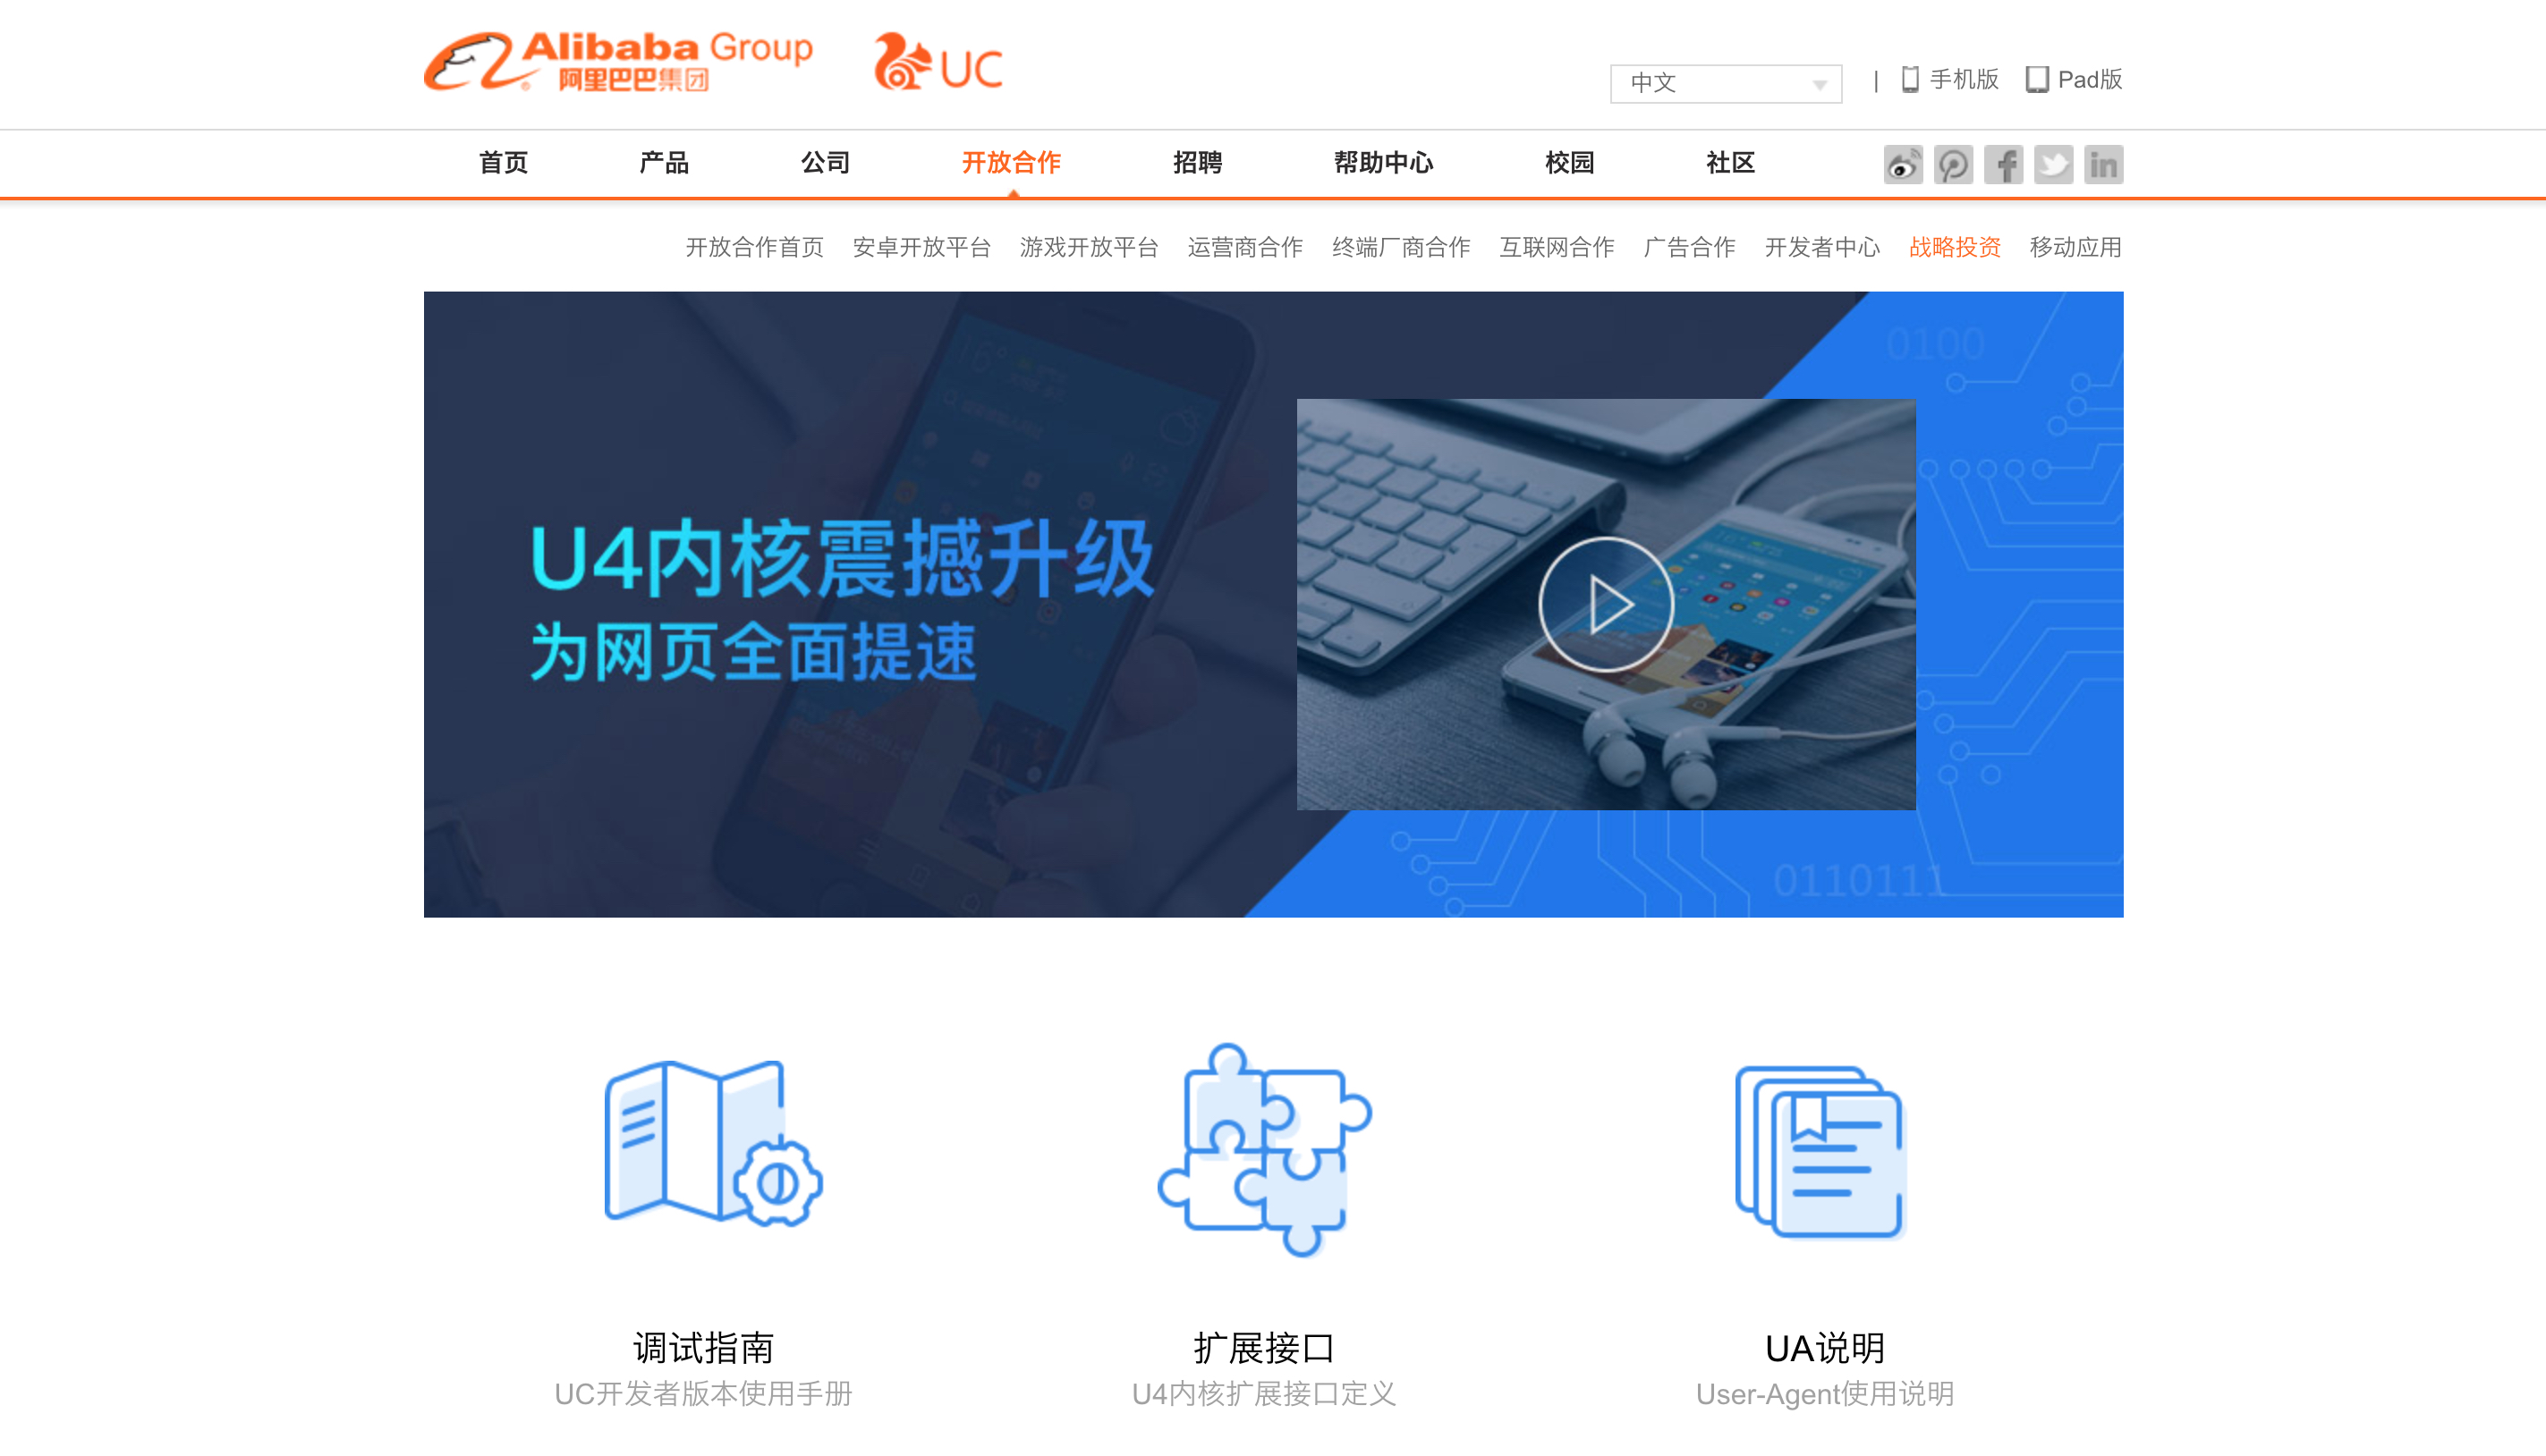 Alibaba Group
阿里巴巴集团
UC
中文
| 手机版 Pad版
首页 产品 公司 开放合作 招聘 帮助中心 校园 社区
开放合作首页 安卓开放平台 游戏开放平台 运营商合作 终端厂商合作 互联网合作 广告合作 开发者中心 战略投资 移动应用
0100
U4内核震撼升级
为网页全面提速
0110111
调试指南 扩展接口 UA说明
UC开发者版本使用手册 U4内核扩展接口定义 User-Agent使用说明